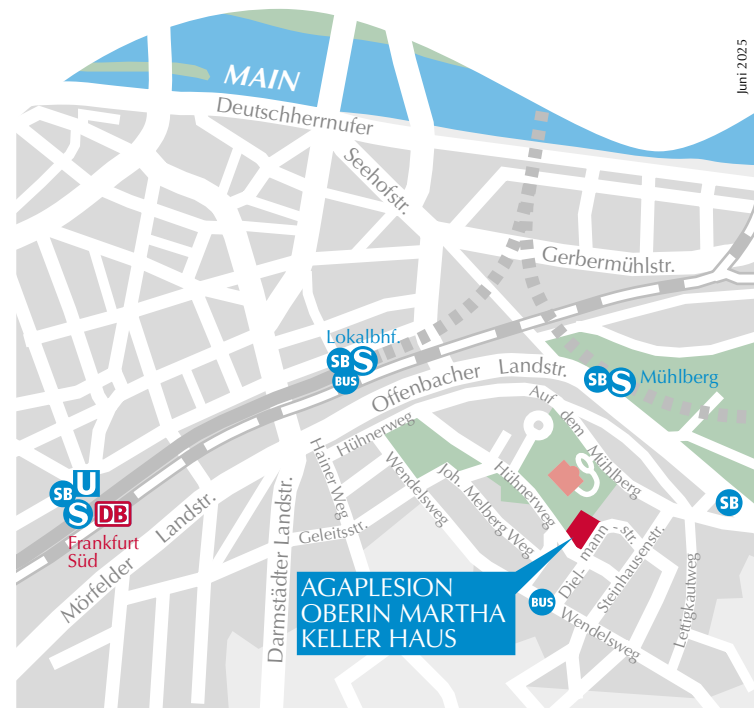 Juni 2025
MAIN
Deutschherrnufer
Seehofstr.
Gerbermühlstr.
Lokalbhf.
SB S
BUS
Offenbacher Landstr.
SB S Mühlberg
Auf dem Mühlberg
Hühnerweg
Hainer Weg
Wendelsweg
Joh. Melberg Weg
Hühnerweg
SB U
S DB
Frankfurt
Süd
Mörfelder Landstr.
Darmstädter Landstr.
Geleitsstr.
SB
Diel-
mann-
str.
Steinhausenstr.
Lettigkautweg
BUS
Wendelsweg
AGAPLESION
OBERIN MARTHA
KELLER HAUS